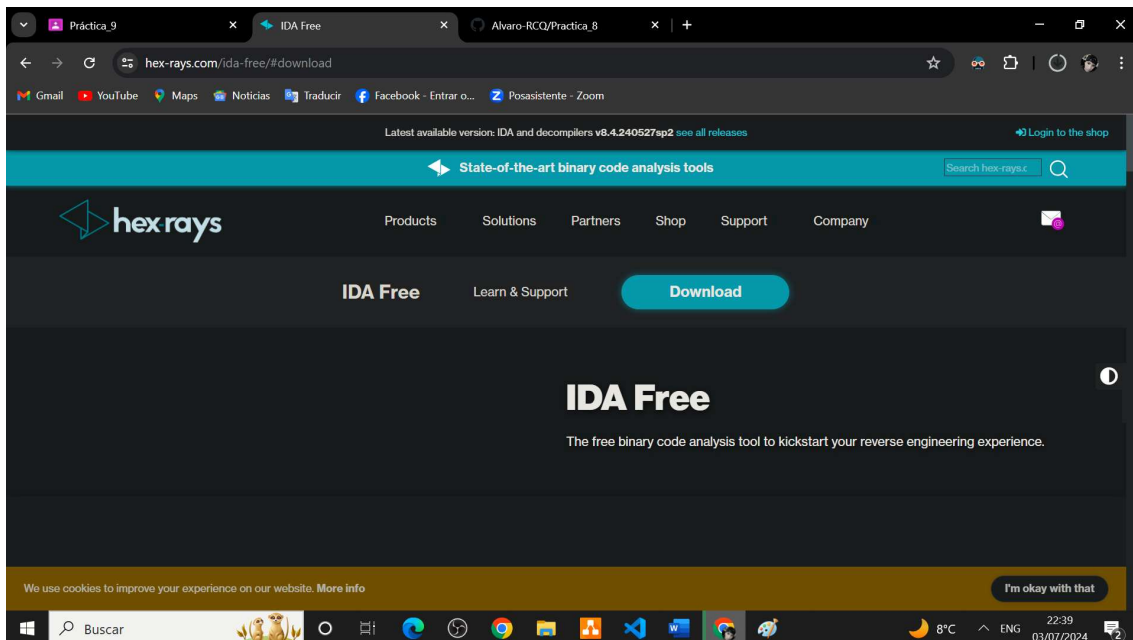 Práctica_9
IDA Free
Alvaro-RCQ/Practica_8
hex-rays.com/ida-free/#download
Gmail YouTube Maps Noticias Traducir Facebook - Entrar o... Posasistente - Zoom
Latest available version: IDA and decompilers v8.4.240527sp2 see all releases
Login to the shop
State-of-the-art binary code analysis tools
Search hex-rays.c
hex-rays
Products Solutions Partners Shop Support Company
IDA Free Learn & Support Download
IDA Free
The free binary code analysis tool to kickstart your reverse engineering experience.
We use cookies to improve your experience on our website. More info
I'm okay with that
Buscar
8°C ENG 22:39
03/07/2024
2